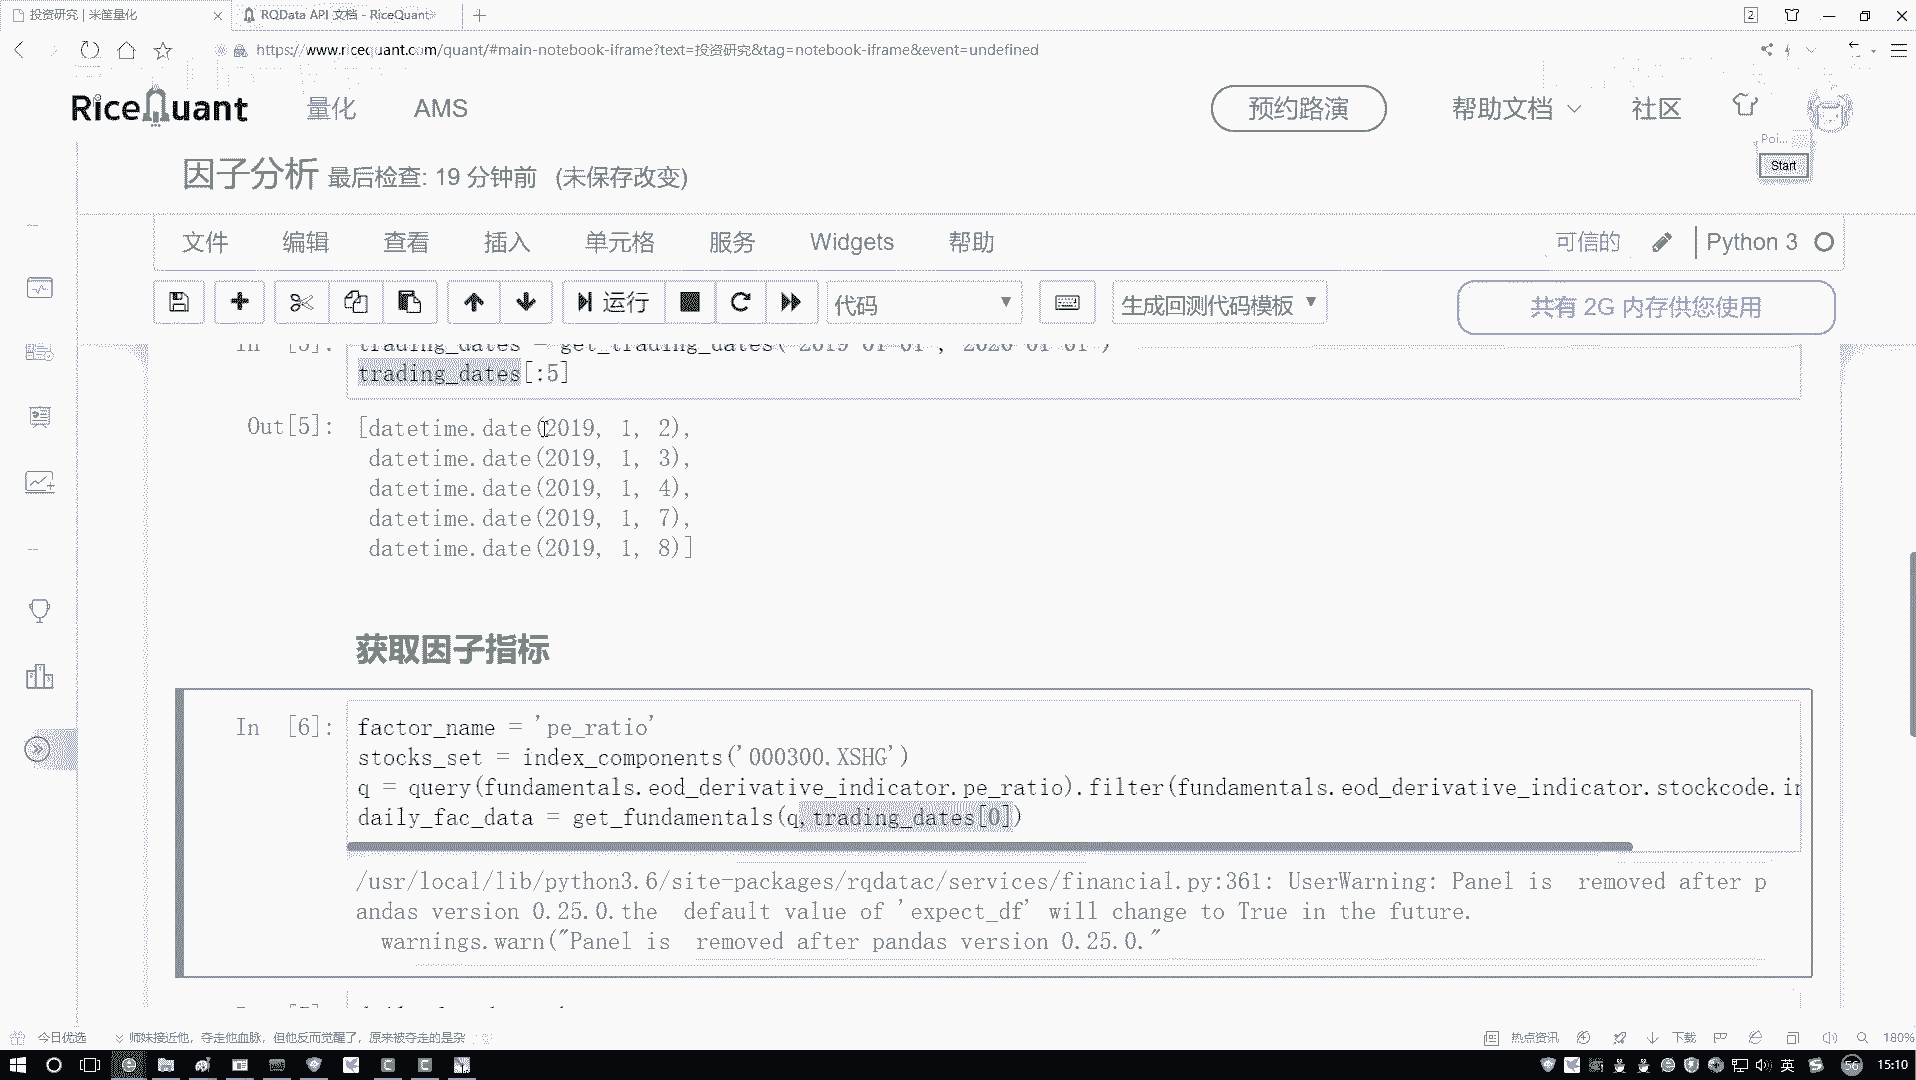 投资研究 | 米筐量化
RQData API 文档 - RiceQuant
2
https://www.ricequant.com/quant/#main-notebook-iframe?text=投资研究&tag=notebook-iframe&event=undefined
RiceQuant
量化
AMS
预约路演
帮助文档
社区
Poi...
Start
因子分析 最后检查: 19 分钟前 (未保存改变)
文件 编辑 查看 插入 单元格 服务 Widgets 帮助
可信的
Python 3
运行
代码
生成回测代码模板
共有 2G 内存供您使用
In [5]: trading_dates = get_trading_dates('2019-01-01', '2020-01-01')
trading_dates[:5]
Out[5]: [datetime.date(2019, 1, 2),
datetime.date(2019, 1, 3),
datetime.date(2019, 1, 4),
datetime.date(2019, 1, 7),
datetime.date(2019, 1, 8)]
获取因子指标
In [6]: factor_name = 'pe_ratio'
stocks_set = index_components('000300.XSHG')
q = query(fundamentals.eod_derivative_indicator.pe_ratio).filter(fundamentals.eod_derivative_indicator.stockcode.in
daily_fac_data = get_fundamentals(q,trading_dates[0])
/usr/local/lib/python3.6/site-packages/rqdatac/services/financial.py:361: UserWarning: Panel is  removed after p
andas version 0.25.0.the  default value of 'expect_df' will change to True in the future.
warnings.warn("Panel is  removed after pandas version 0.25.0."
今日优选
师妹接近他，夺走他血脉，但他反而觉醒了，原来被夺走的是杂
热点资讯
下载
180%
英
56
15:10